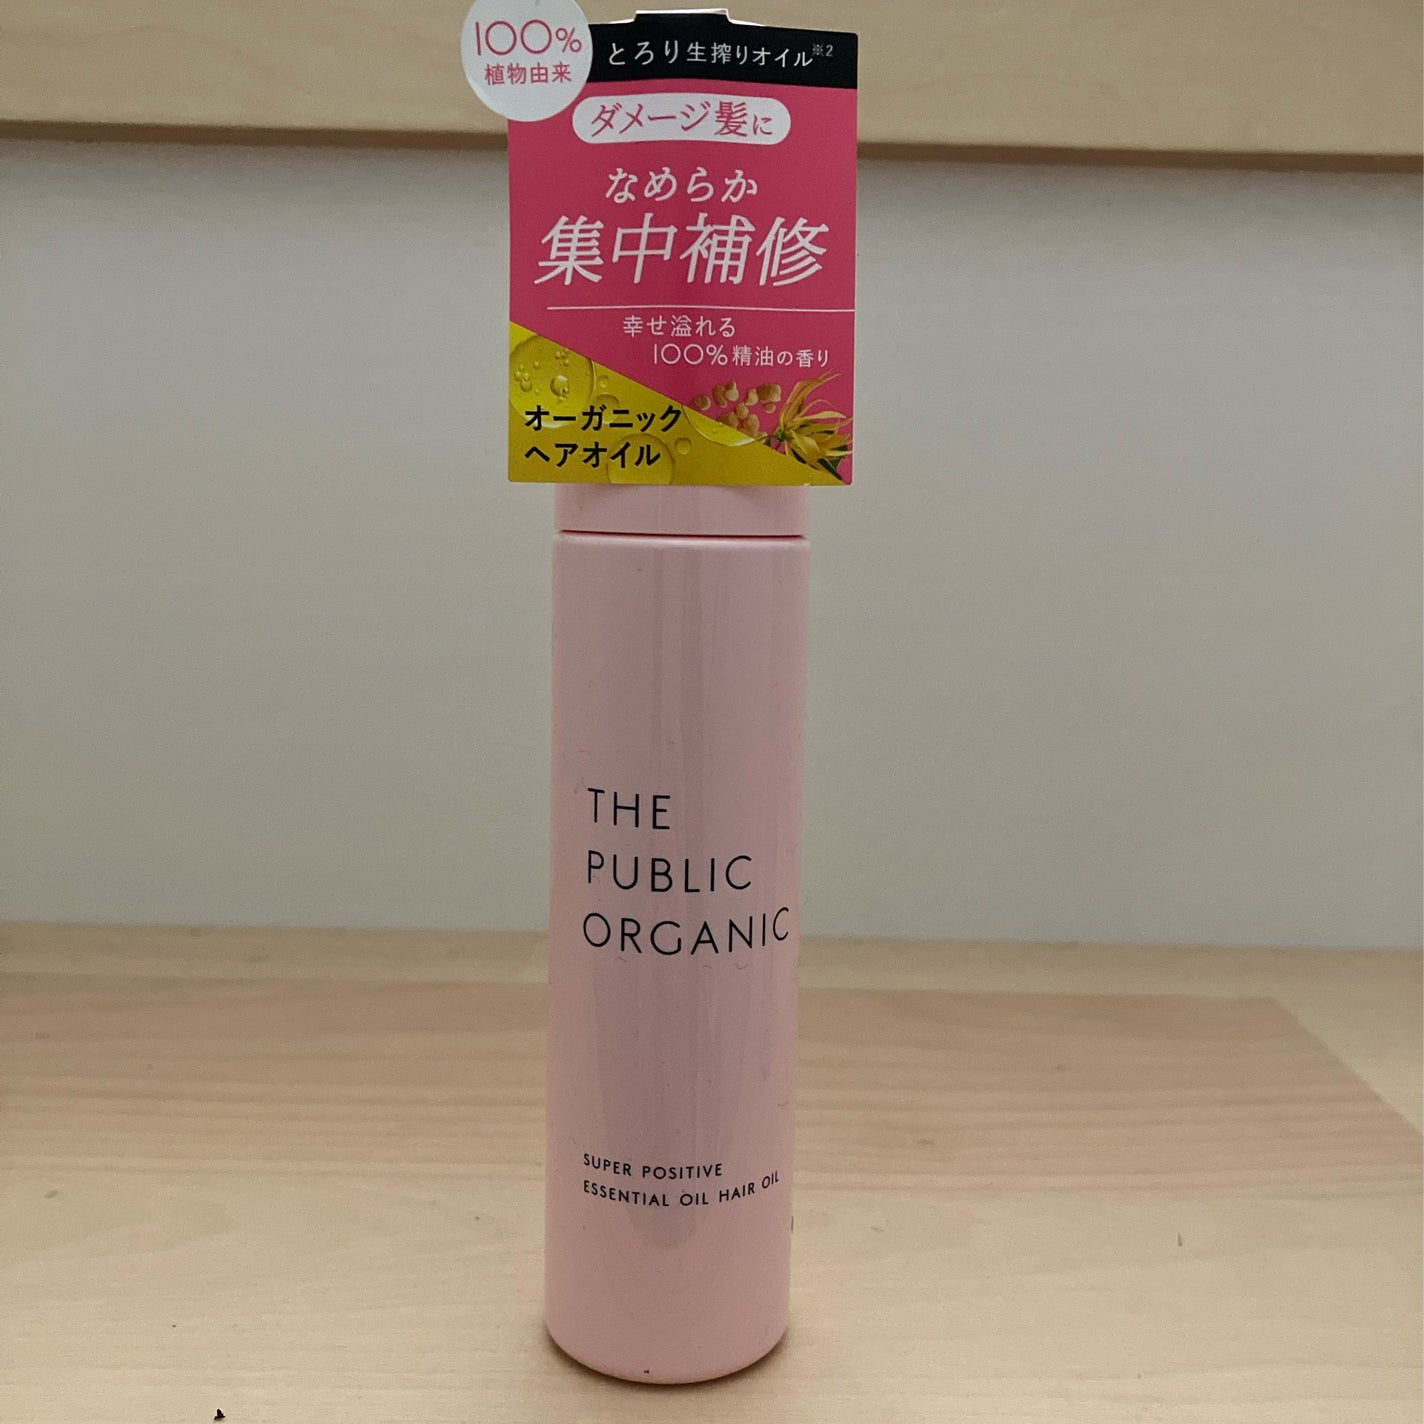 100%
植物由来
とろり生搾りオイル※2
ダメージ髪に
なめらか
集中補修
幸せ溢れる
100%精油の香り
オーガニック
ヘアオイル
THE
PUBLIC
ORGANIC
SUPER POSITIVE
ESSENTIAL OIL HAIR OIL